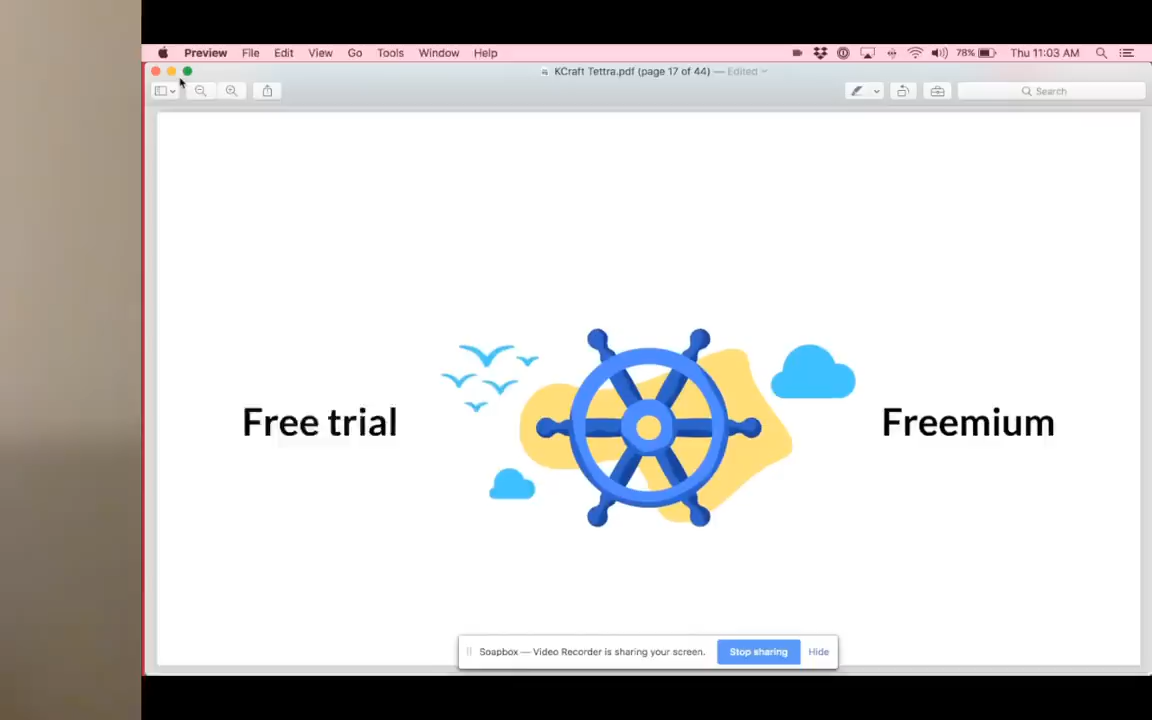 Preview File Edit View Go Tools Window Help 78% Thu 11:03 AM
KCraft Tettra.pdf (page 17 of 44) — Edited
Search
Free trial
Freemium
Soapbox — Video Recorder is sharing your screen. Stop sharing Hide